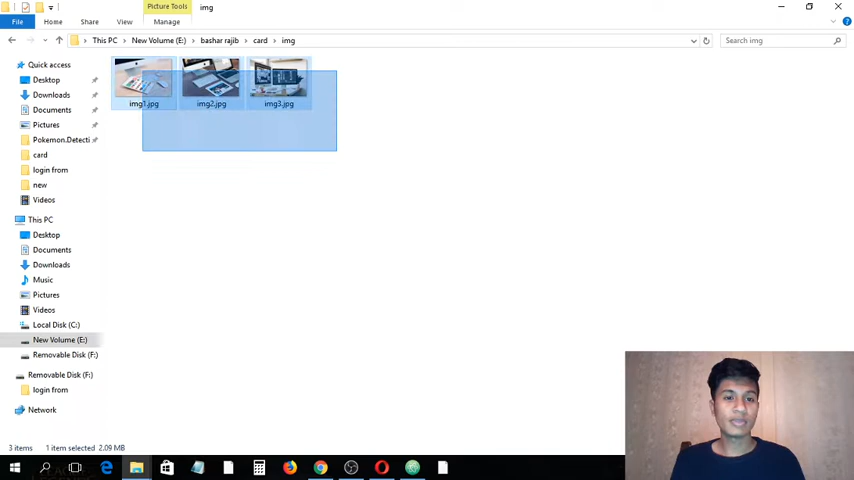 Picture Tools
img
File
Home
Share
View
Manage
This PC
New Volume (E:)
bashar rajib
card
img
Search img
Quick access
Desktop
Downloads
Documents
Pictures
Pokemon.Detecti
card
login from
new
Videos
This PC
Desktop
Documents
Downloads
Music
Pictures
Videos
Local Disk (C:)
New Volume (E:)
Removable Disk (F:)
Removable Disk (F:)
login from
Network
img1.jpg
img2.jpg
img3.jpg
3 items
1 item selected 2.09 MB